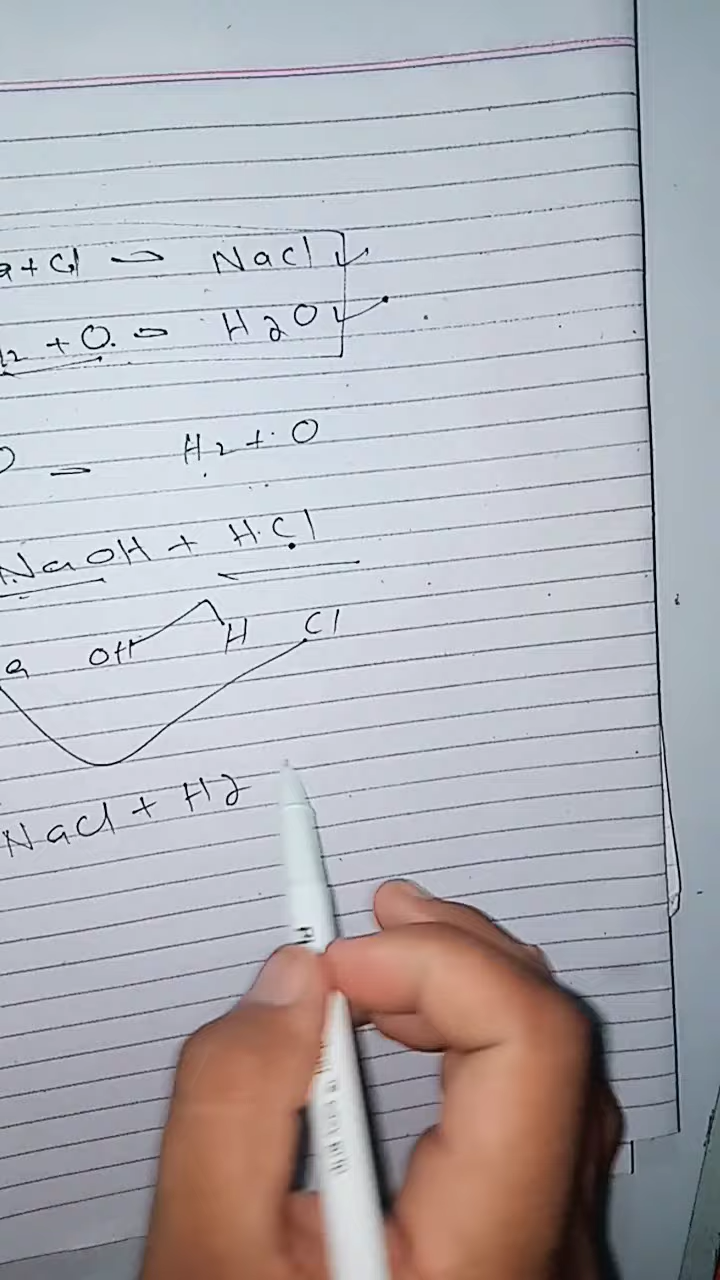 a + Cl → NaCl
H2 + O. → H2O
O → H2 + O
NaOH + HCl
a OH H Cl
NaCl + H2